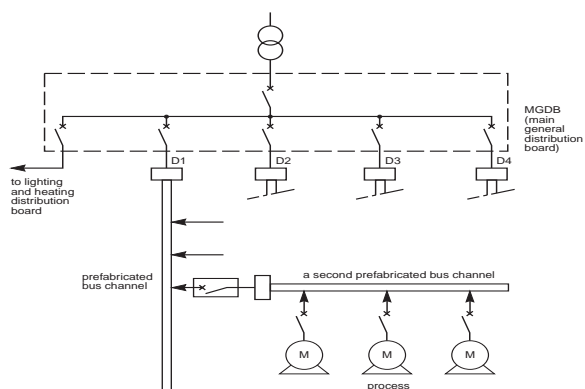 MGDB
(main
general
distribution
board)
D1
D2
D3
D4
to lighting
and heating
distribution
board
prefabricated
bus channel
a second prefabricated bus channel
M
M
M
process